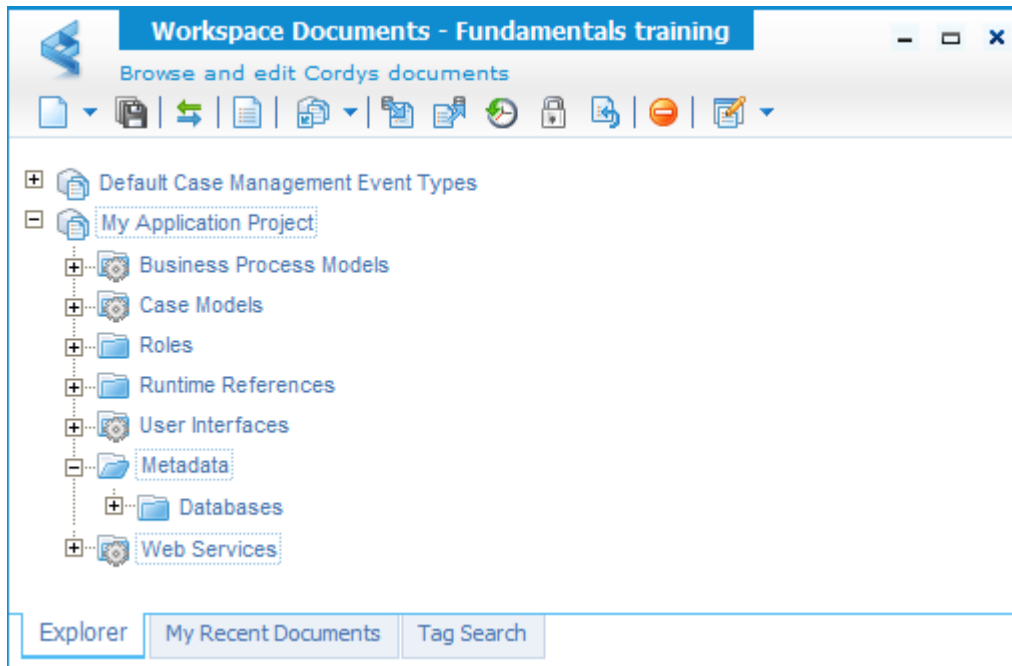 Workspace Documents - Fundamentals training
Browse and edit Cordys documents
Default Case Management Event Types
My Application Project
Business Process Models
Case Models
Roles
Runtime References
User Interfaces
Metadata
Databases
Web Services
Explorer
My Recent Documents
Tag Search